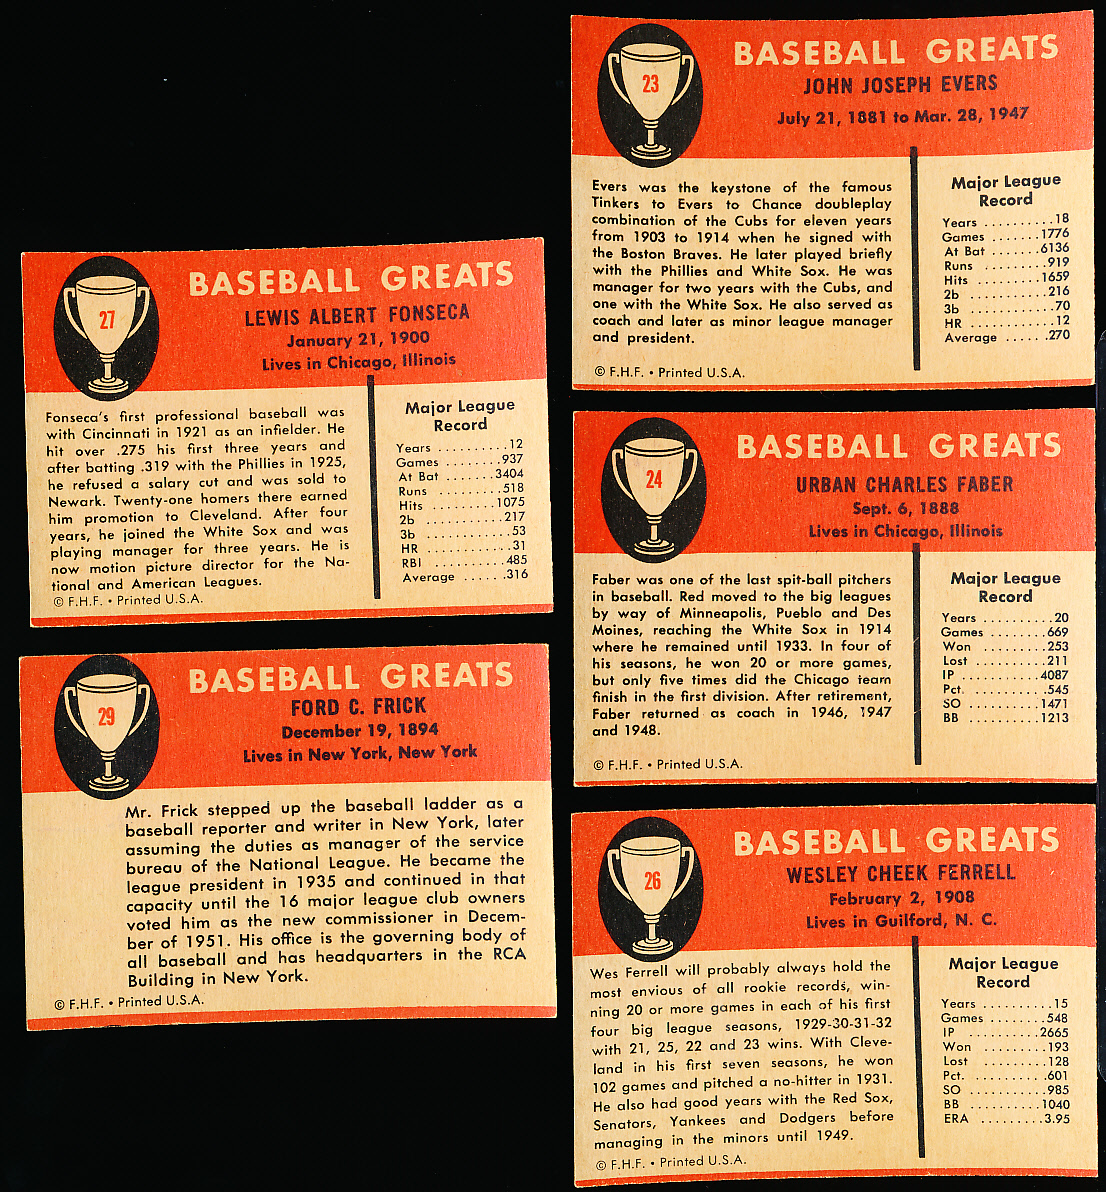 27
BASEBALL GREATS
LEWIS ALBERT FONSECA
January 21, 1900
Lives in Chicago, Illinois
Fonseca's first professional baseball was
with Cincinnati in 1921 as an infielder. He
hit over .275 his first three years and
after batting .319 with the Phillies in 1925,
he refused a salary cut and was sold to
Newark. Twenty-one homers there earned
him promotion to Cleveland. After four
years, he joined the White Sox and was
playing manager for three years. He is
now motion picture director for the Na-
tional and American Leagues.
© F.H.F. • Printed U.S.A.
Major League
Record
Years ..........12
Games ........937
At Bat .......3404
Runs .........518
Hits ..........1075
2b ...........217
3b ............53
HR ............31
RBI ..........485
Average ......316
29
BASEBALL GREATS
FORD C. FRICK
December 19, 1894
Lives in New York, New York
Mr. Frick stepped up the baseball ladder as a
baseball reporter and writer in New York, later
assuming the duties as manager of the service
bureau of the National League. He became the
league president in 1935 and continued in that
capacity until the 16 major league club owners
voted him as the new commissioner in Decem-
ber of 1951. His office is the governing body of
all baseball and has headquarters in the RCA
Building in New York.
© F.H.F. • Printed U.S.A.
23
BASEBALL GREATS
JOHN JOSEPH EVERS
July 21, 1881 to Mar. 28, 1947
Evers was the keystone of the famous
Tinkers to Evers to Chance doubleplay
combination of the Cubs for eleven years
from 1903 to 1914 when he signed with
the Boston Braves. He later played briefly
with the Phillies and White Sox. He was
manager for two years with the Cubs, and
one with the White Sox. He also served as
coach and later as minor league manager
and president.
© F.H.F. • Printed U.S.A.
Major League
Record
Years ..........18
Games .......1776
At Bat .......6136
Runs .........919
Hits ..........1659
2b ...........216
3b ............70
HR ............12
Average ......270
24
BASEBALL GREATS
URBAN CHARLES FABER
Sept. 6, 1888
Lives in Chicago, Illinois
Faber was one of the last spit-ball pitchers
in baseball. Red moved to the big leagues
by way of Minneapolis, Pueblo and Des
Moines, reaching the White Sox in 1914
where he remained until 1933. In four of
his seasons, he won 20 or more games,
but only five times did the Chicago team
finish in the first division. After retirement,
Faber returned as coach in 1946, 1947
and 1948.
© F.H.F. • Printed U.S.A.
Major League
Record
Years ..........20
Games ........669
Won ..........253
Lost ..........211
IP ...........4087
Pct. ..........545
SO ..........1471
BB ..........1213
26
BASEBALL GREATS
WESLEY CHEEK FERRELL
February 2, 1908
Lives in Guilford, N. C.
Wes Ferrell will probably always hold the
most envious of all rookie records, win-
ning 20 or more games in each of his first
four big league seasons, 1929-30-31-32
with 21, 25, 22 and 23 wins. With Cleve-
land in his first seven seasons, he won
102 games and pitched a no-hitter in 1931.
He also had good years with the Red Sox,
Senators, Yankees and Dodgers before
managing in the minors until 1949.
© F.H.F. • Printed U.S.A.
Major League
Record
Years ..........15
Games ........548
IP ...........2665
Won .........193
Lost ..........128
Pct. ..........601
SO ...........985
BB ..........1040
ERA .........3.95